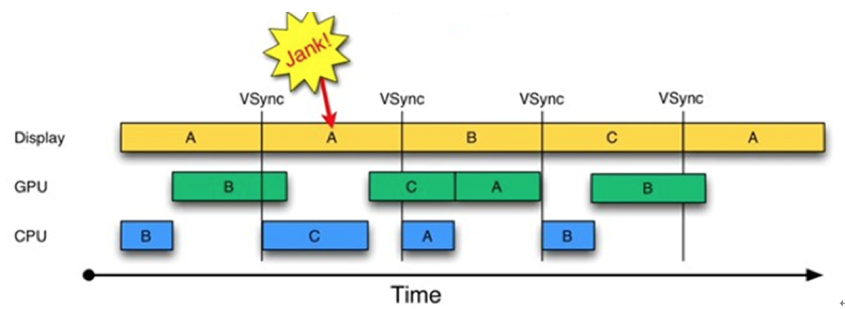 Jank!
VSync VSync VSync VSync
Display A A B C A
GPU B C A B
CPU B C A B
Time